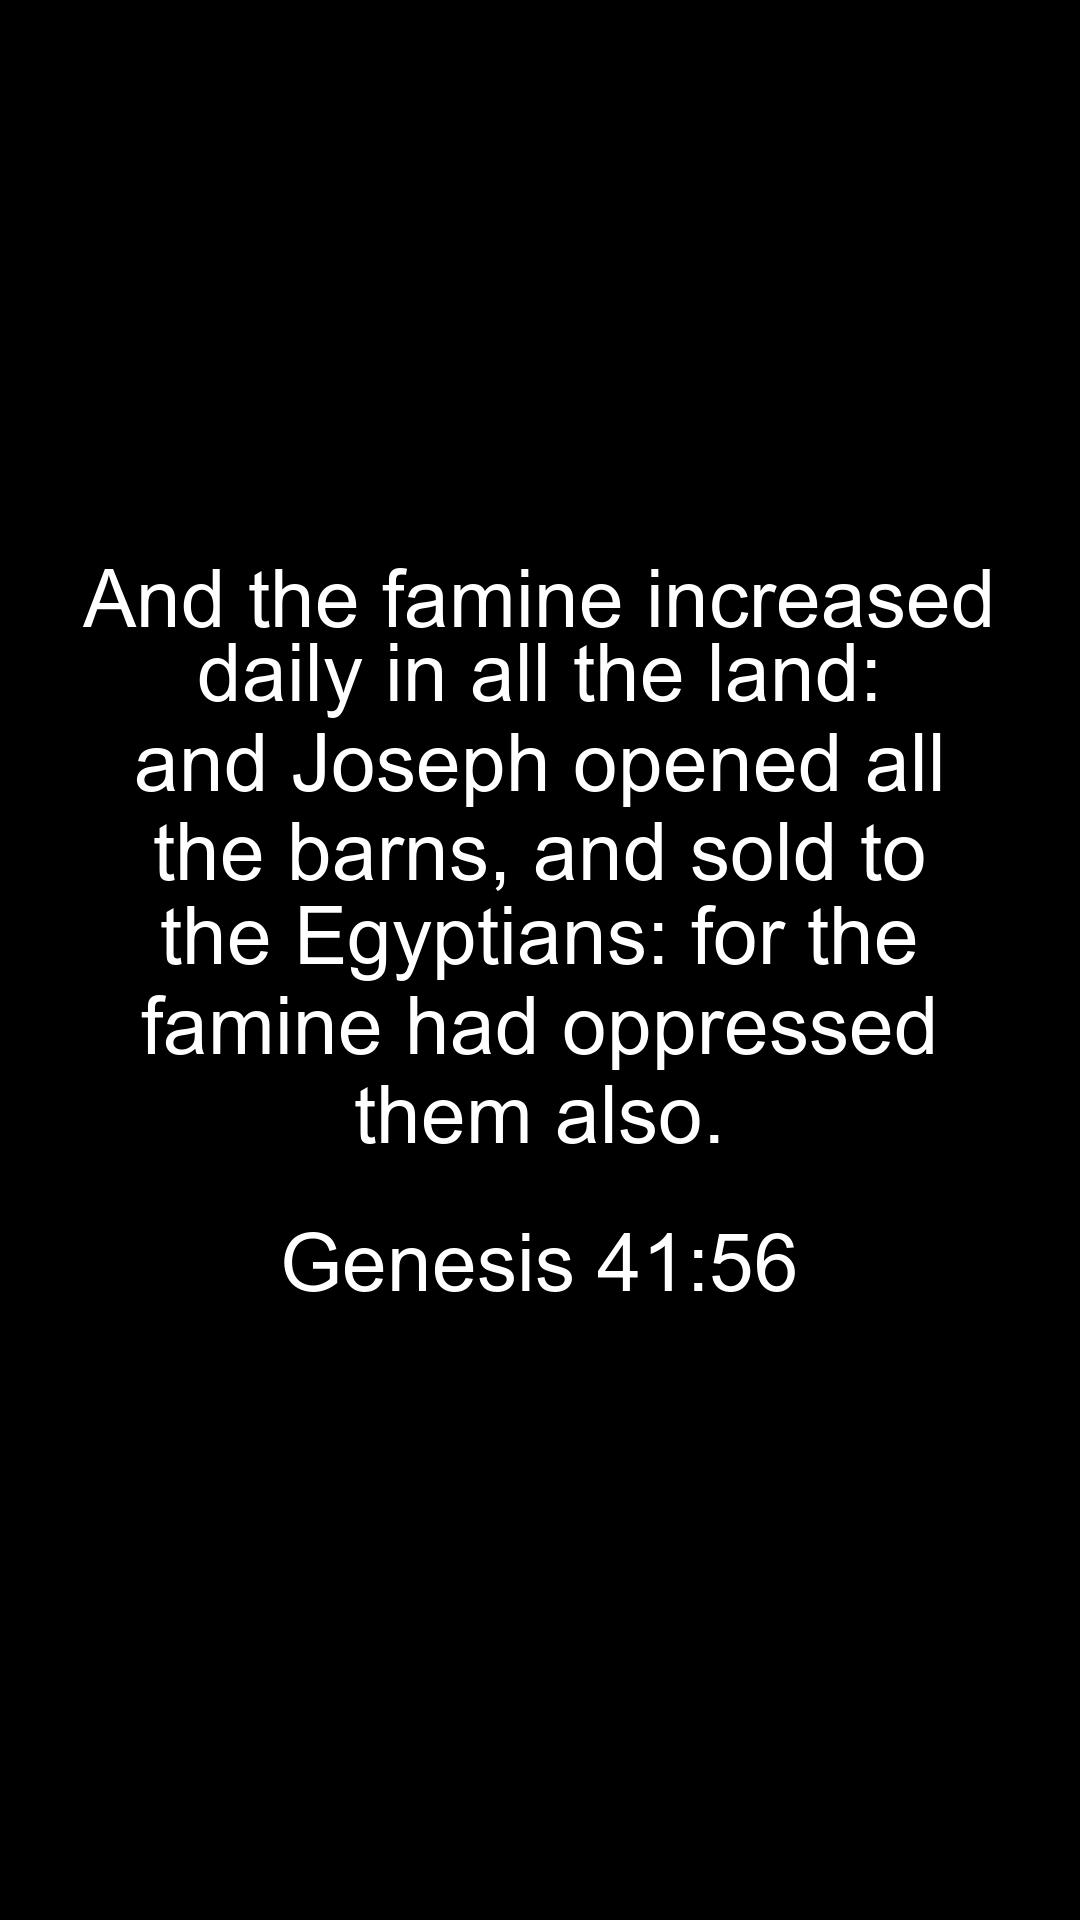 And the famine increased
daily in all the land:
and Joseph opened all
the barns, and sold to
the Egyptians: for the
famine had oppressed
them also.
Genesis 41:56